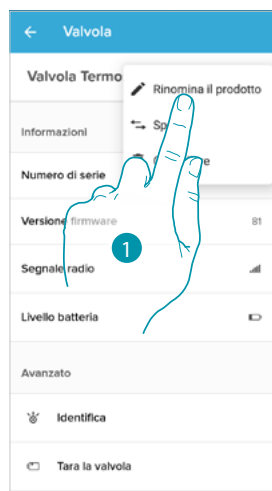 Valvola
Valvola Termo
Rinomina il prodotto
Informazioni
Numero di serie
Versione firmware 81
Segnale radio
1
Livello batteria
Avanzato
Identifica
Tara la valvola